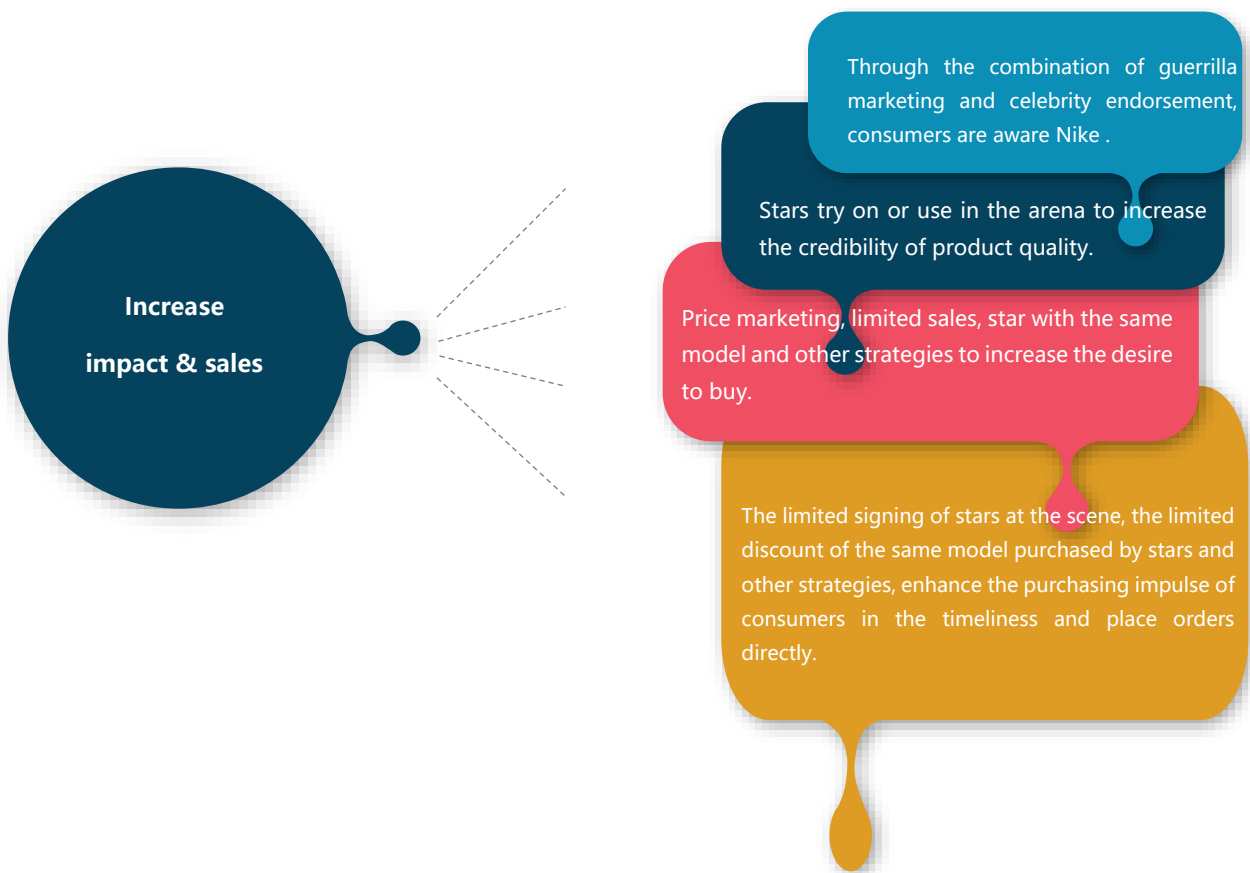 Increase
impact & sales
Through the combination of guerrilla
marketing and celebrity endorsement,
consumers are aware Nike .
Stars try on or use in the arena to increase
the credibility of product quality.
Price marketing, limited sales, star with the same
model and other strategies to increase the desire
to buy.
The limited signing of stars at the scene, the limited
discount of the same model purchased by stars and
other strategies, enhance the purchasing impulse of
consumers in the timeliness and place orders
directly.